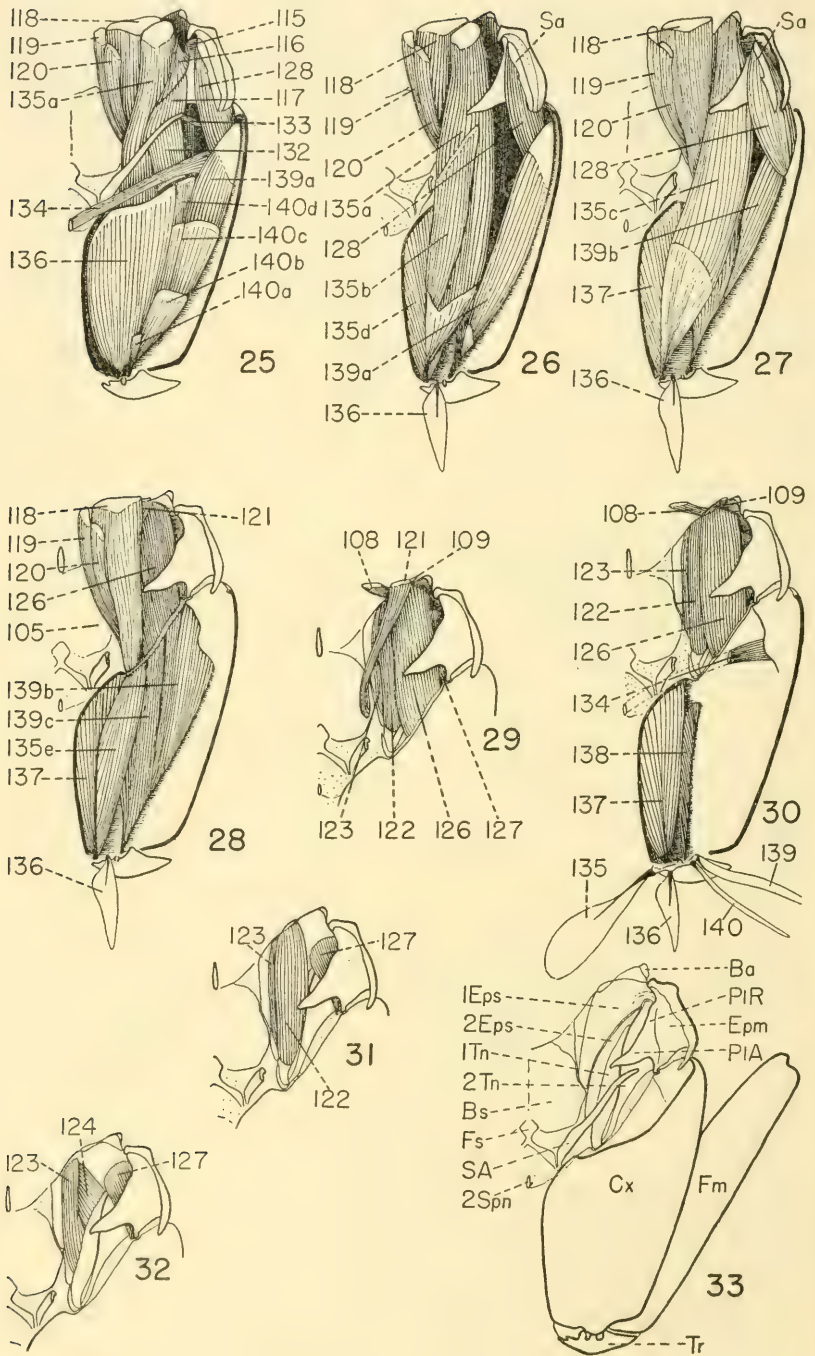 118
119
120
135a
134
136
115
116
128
117
133
132
139a
140d
140c
140b
140a
25
118
119
120
135a
128
135b
135d
139a
136
Sa
26
118
119
120
128
135c
139b
137
136
Sa
27
118
119
120
126
105
139b
139c
135e
137
136
121
28
108
121
109
29
123
122
126
127
108
109
123
122
126
134
138
137
30
135
136
140
139
123
127
31
122
124
123
127
32
1Eps
2Eps
1Tn
2Tn
Bs
Fs
SA
2Spn
Ba
PlR
Epm
PlA
Cx
Fm
33
Tr